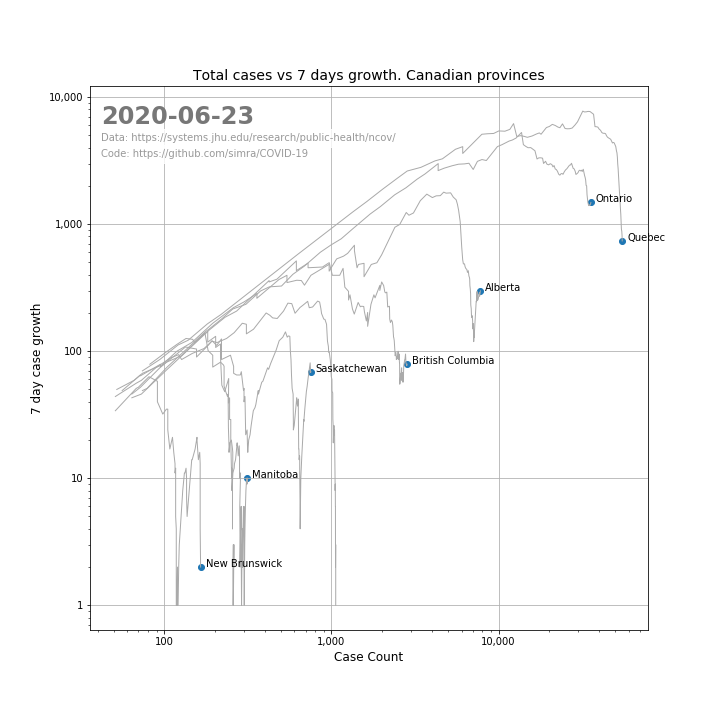 Total cases vs 7 days growth. Canadian provinces
10,000
2020-06-23
Data: https://systems.jhu.edu/research/public-health/ncov/
Code: https://github.com/simra/COVID-19
Ontario
1,000
Quebec
Alberta
100
British Columbia
Saskatchewan
7 day case growth
10
Manitoba
New Brunswick
1
100
1,000
10,000
Case Count